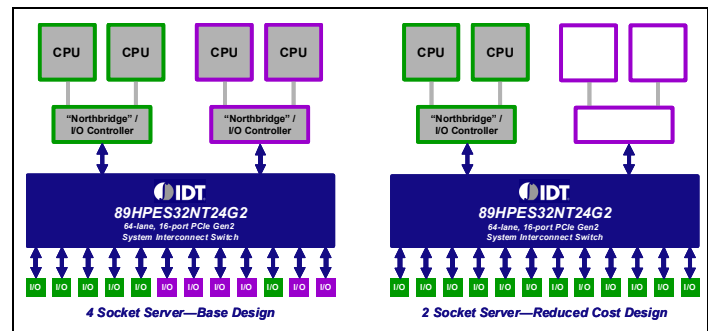 CPU CPU CPU CPU
"Northbridge" /
I/O Controller
"Northbridge" /
I/O Controller
IDT
89HPES32NT24G2
64-lane, 16-port PCIe Gen2
System Interconnect Switch
I/O I/O I/O I/O I/O I/O I/O I/O I/O I/O I/O I/O
4 Socket Server—Base Design
CPU CPU
"Northbridge" /
I/O Controller
IDT
89HPES32NT24G2
64-lane, 16-port PCIe Gen2
System Interconnect Switch
I/O I/O I/O I/O I/O I/O I/O I/O I/O I/O I/O I/O
2 Socket Server—Reduced Cost Design